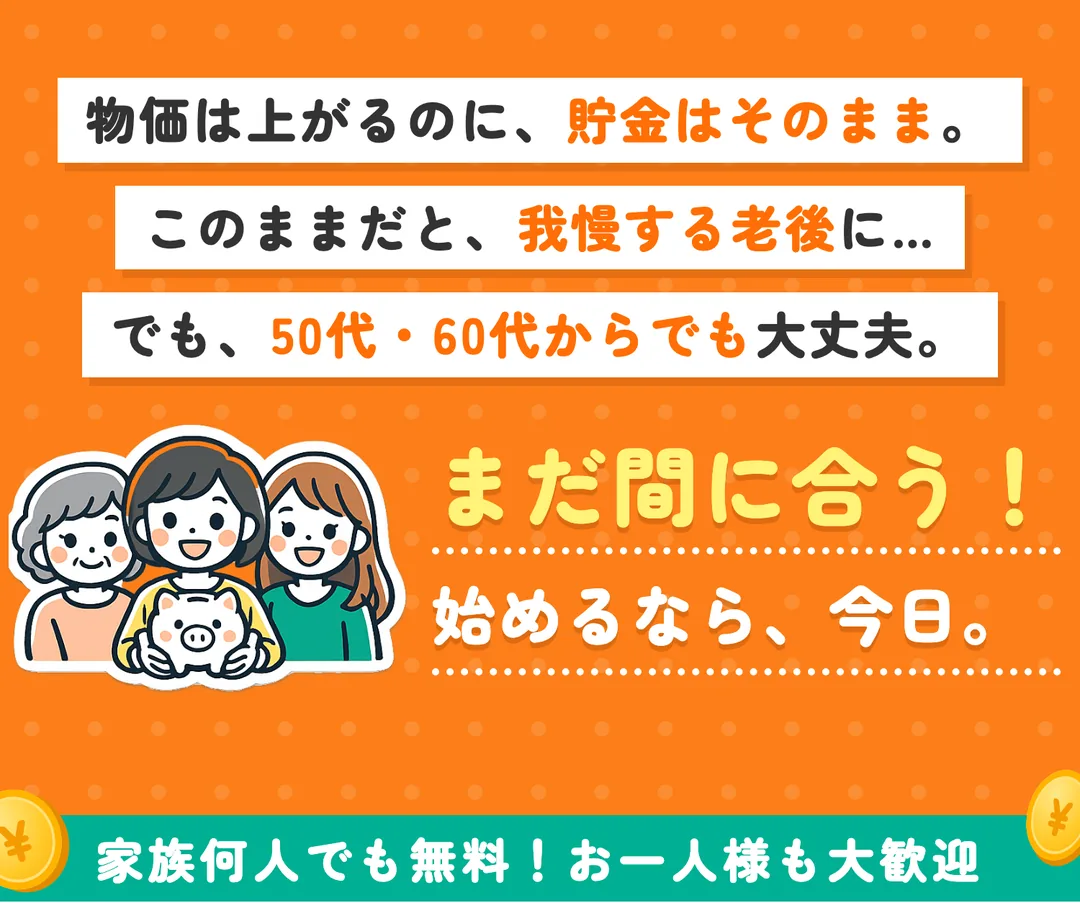 物価は上がるのに、貯金はそのまま。
このままだと、我慢する老後に...
でも、50代・60代からでも大丈夫。
まだ間に合う！
始めるなら、今日。
¥
¥
家族何人でも無料！お一人様も大歓迎